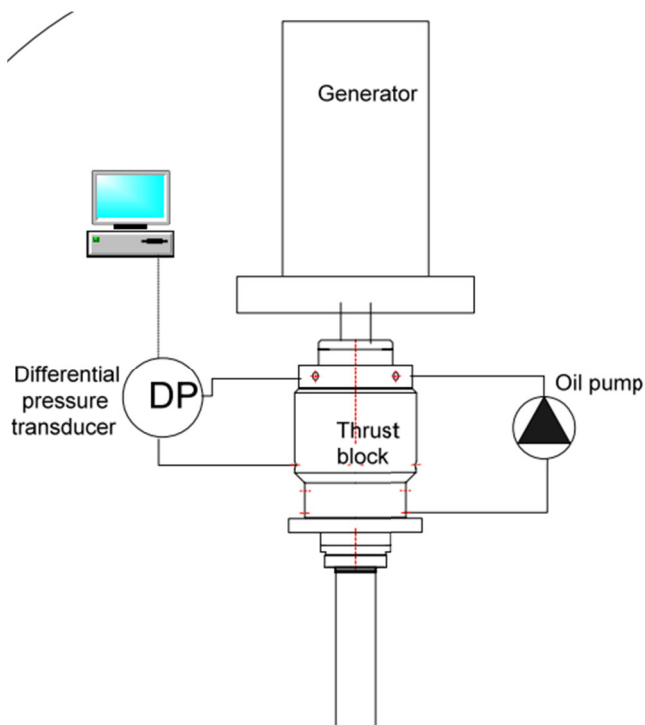 Generator
Differential
pressure
transducer
DP
Oil pump
Thrust
block